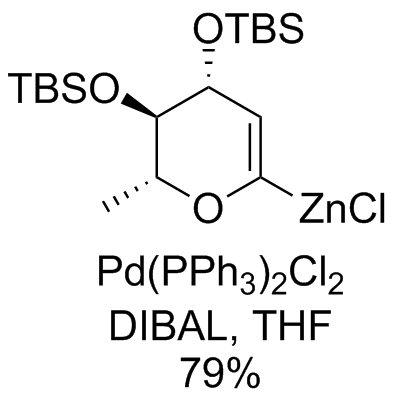 OTBS
TBSO
O
ZnCl
Pd(PPh₃)₂Cl₂
DIBAL, THF
79%